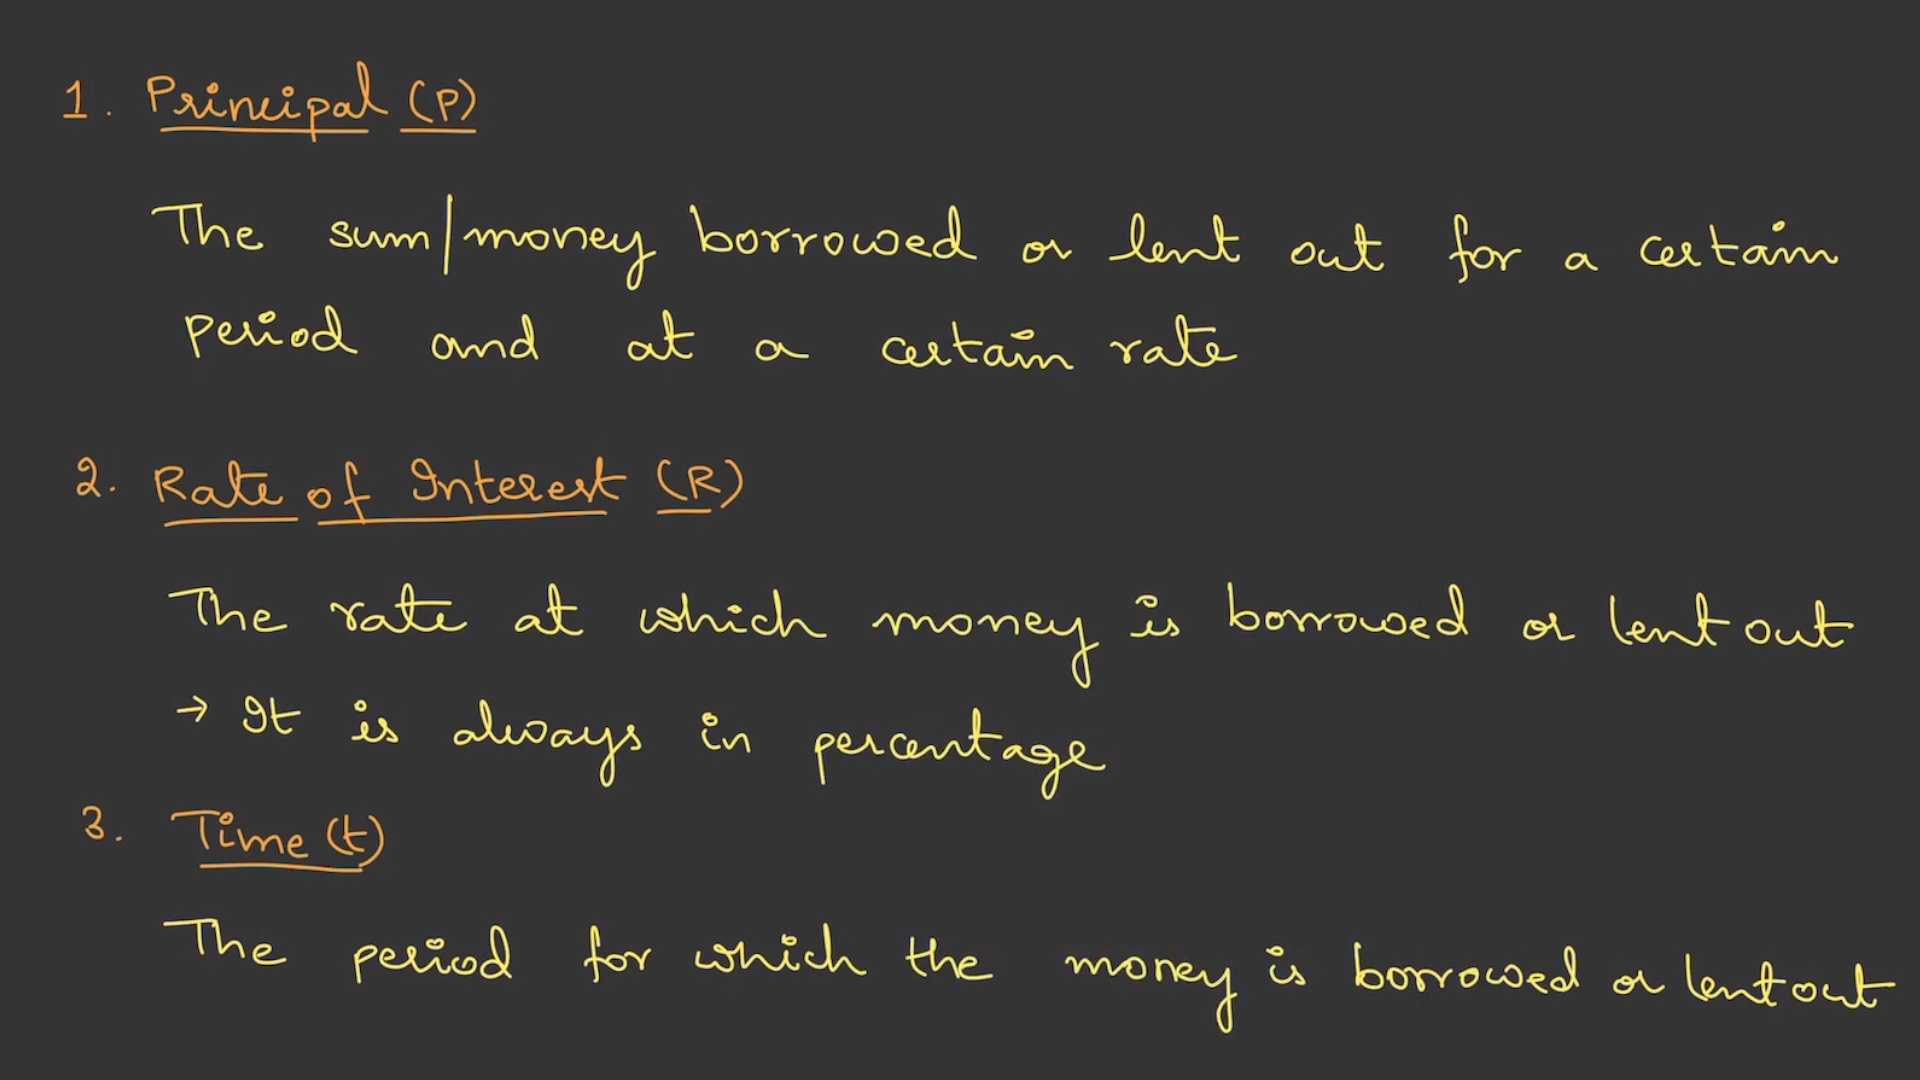 1. Principal (P)
The sum/money borrowed or lent out for a certain
period and at a certain rate
2. Rate of Interest (R)
The rate at which money is borrowed or lent out
→ It is always in percentage
3. Time (t)
The period for which the money is borrowed or lent out